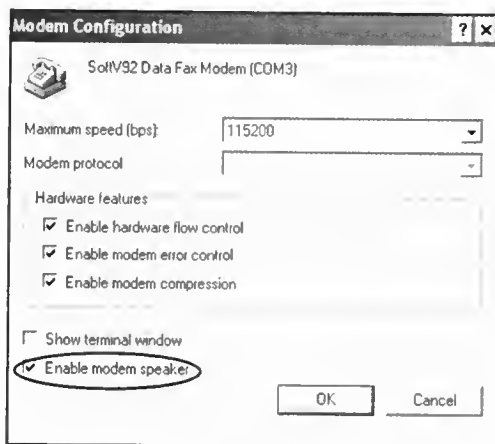 Modem Configuration
SoftV92 Data Fax Modem (COM3)
Maximum speed (bps):
115200
Modem protocol
Hardware features
Enable hardware flow control
Enable modem error control
Enable modem compression
Show terminal window
Enable modem speaker
OK
Cancel